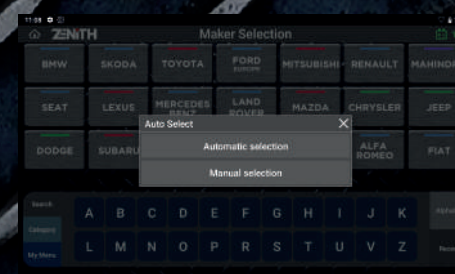 11:08
ZENITH Maker Selection
BMW SKODA TOYOTA FORD EUROPE MITSUBISHI RENAULT MAHINDR
SEAT LEXUS MERCEDES BENZ LAND ROVER MAZDA CHRYSLER JEEP
Auto Select
Automatic selection
DODGE SUBARU ALFA ROMEO FIAT
Manual selection
Search
A B C D E F G H I J K
Category
My Menu L M N O P R S T U V Z